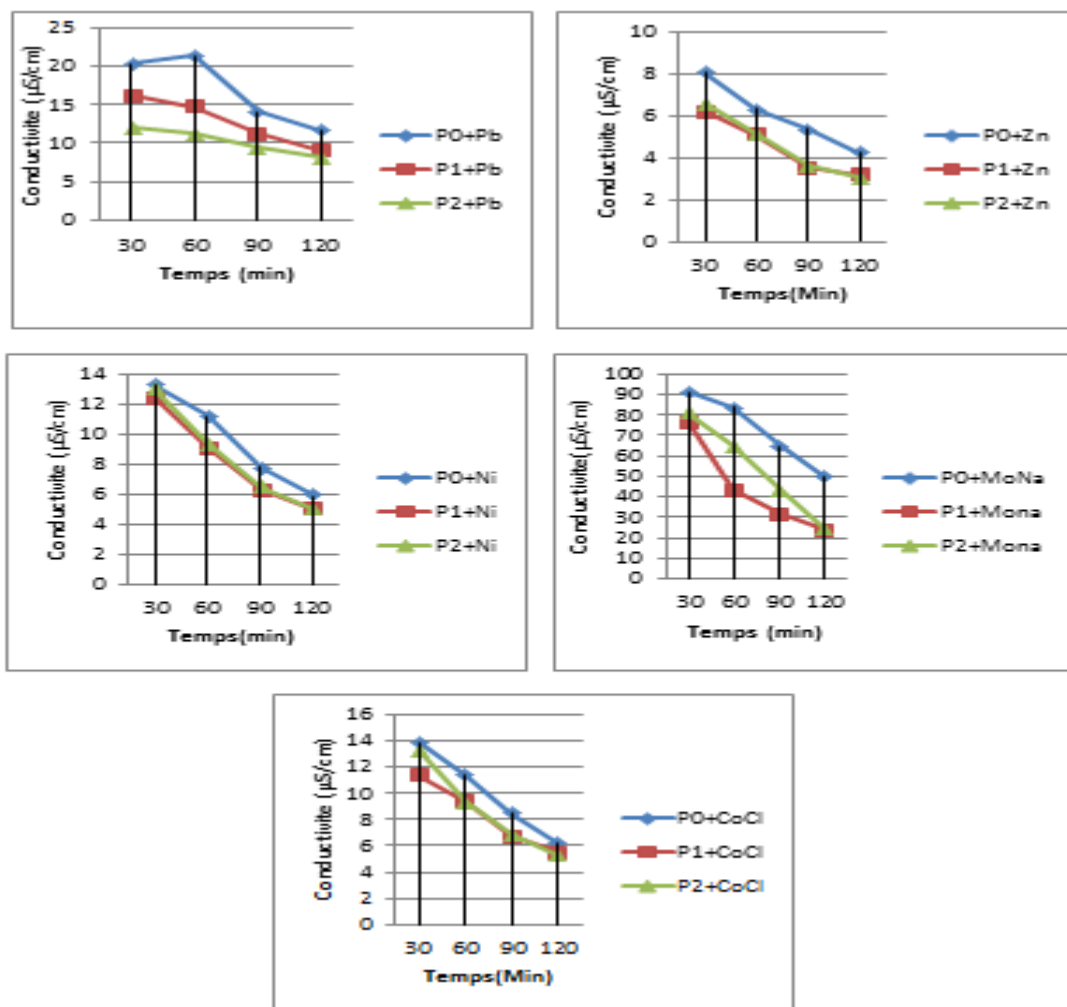 25
20
15
10
5
0
Conductivite (µS/cm)
30 60 90 120
Temps (min)
P0+Pb
P1+Pb
P2+Pb
10
8
6
4
2
0
Conductivite (µS/cm)
30 60 90 120
Temps(Min)
P0+Zn
P1+Zn
P2+Zn
14
12
10
8
6
4
2
0
Conductivite (µS/cm)
30 60 90 120
Temps(min)
P0+Ni
P1+Ni
P2+Ni
100
90
80
70
60
50
40
30
20
10
0
Conductivite(µS/cm)
30 60 90 120
Temps (min)
P0+MoNa
P1+Mona
P2+Mona
16
14
12
10
8
6
4
2
0
Conductivite (µS/cm)
30 60 90 120
Temps(Min)
P0+CoCl
P1+CoCl
P2+CoCl